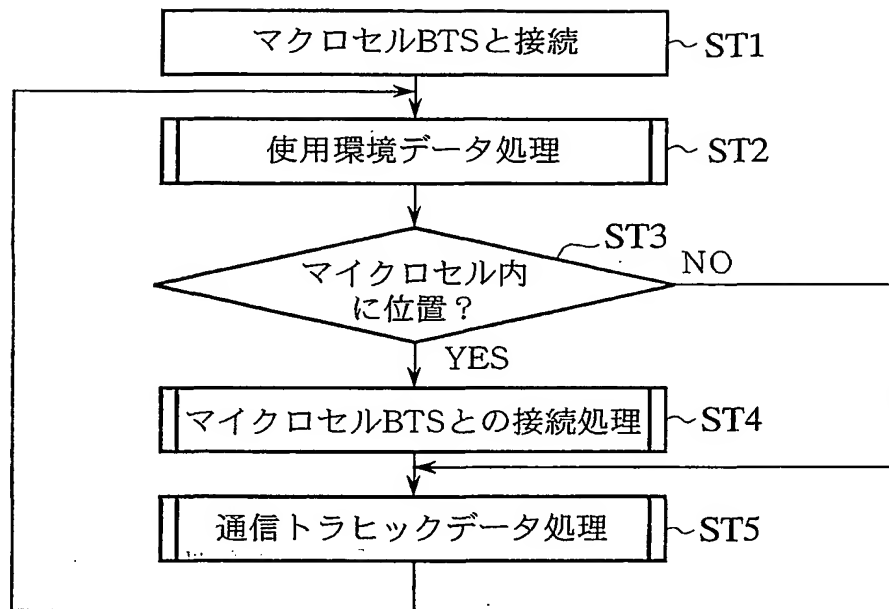 マクロセルBTSと接続
ST1
使用環境データ処理
ST2
ST3
マイクロセル内
に位置？
NO
YES
マイクロセルBTSとの接続処理
ST4
通信トラヒックデータ処理
ST5